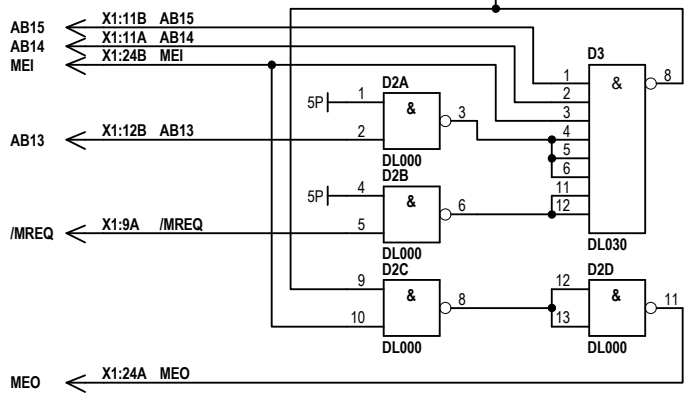 AB15 X1:11B AB15
AB14 X1:11A AB14
MEI X1:24B MEI
D3
1 & 8
2
3
4
5
6
11
12
DL030
D2A
5P 1 & 3
2
DL000
AB13 X1:12B AB13
D2B
5P 4 & 6
5
DL000
/MREQ X1:9A /MREQ
D2C
9 & 8
10
DL000
D2D
12 & 11
13
DL000
MEO X1:24A MEO